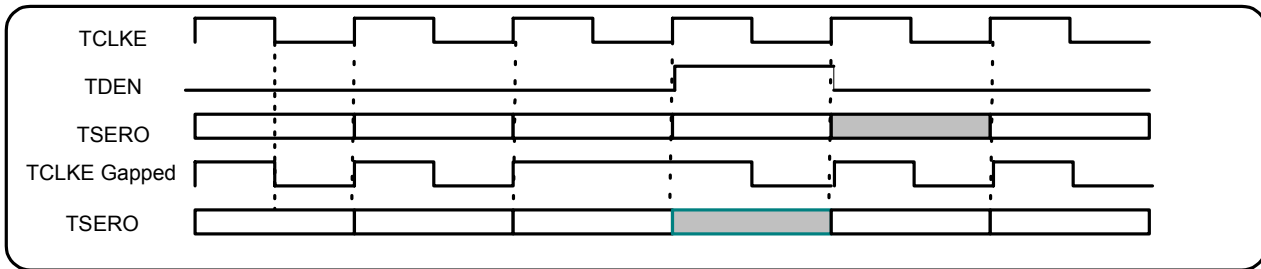 TCLKE
TDEN
TSERO
TCLKE Gapped
TSERO